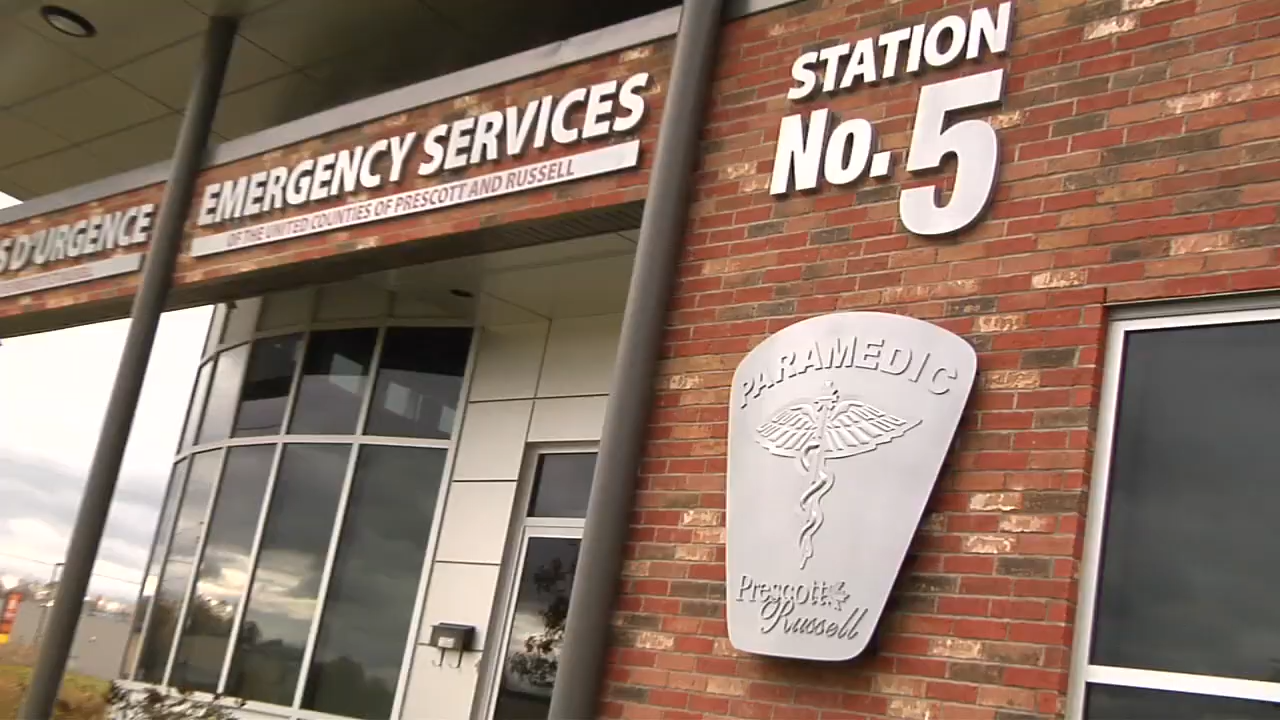 S D'URGENCE
EMERGENCY SERVICES
OF THE UNITED COUNTIES OF PRESCOTT AND RUSSELL
STATION
No. 5
PARAMEDIC
Prescott
Russell